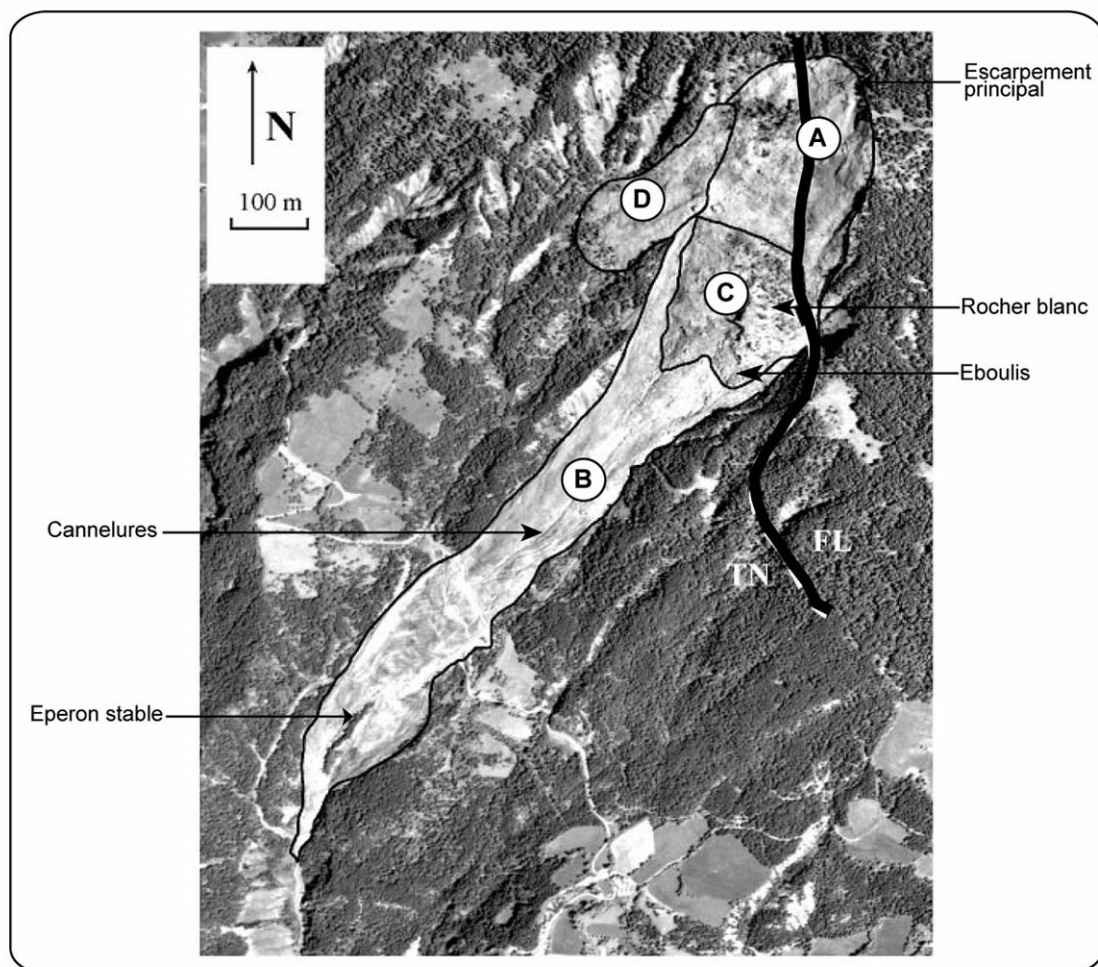 Escarpement
principal
N
A
100 m
D
C
Rocher blanc
Eboulis
B
Cannelures
FL
TN
Eperon stable